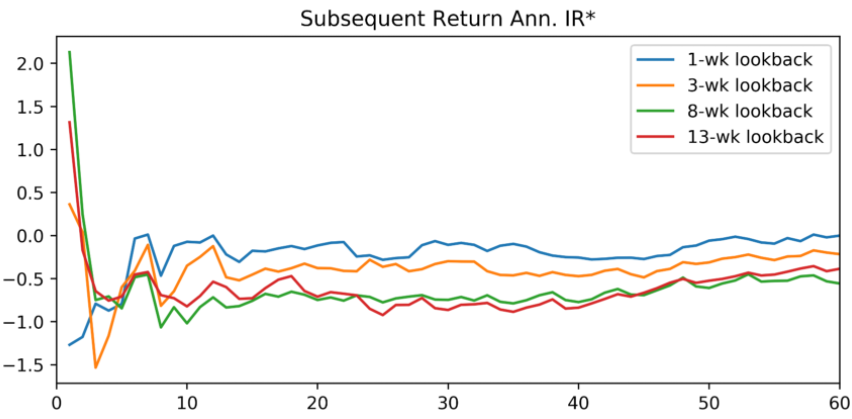 Subsequent Return Ann. IR*
2.0
1.5
1.0
0.5
0.0
−0.5
−1.0
−1.5
1-wk lookback
3-wk lookback
8-wk lookback
13-wk lookback
0 10 20 30 40 50 60